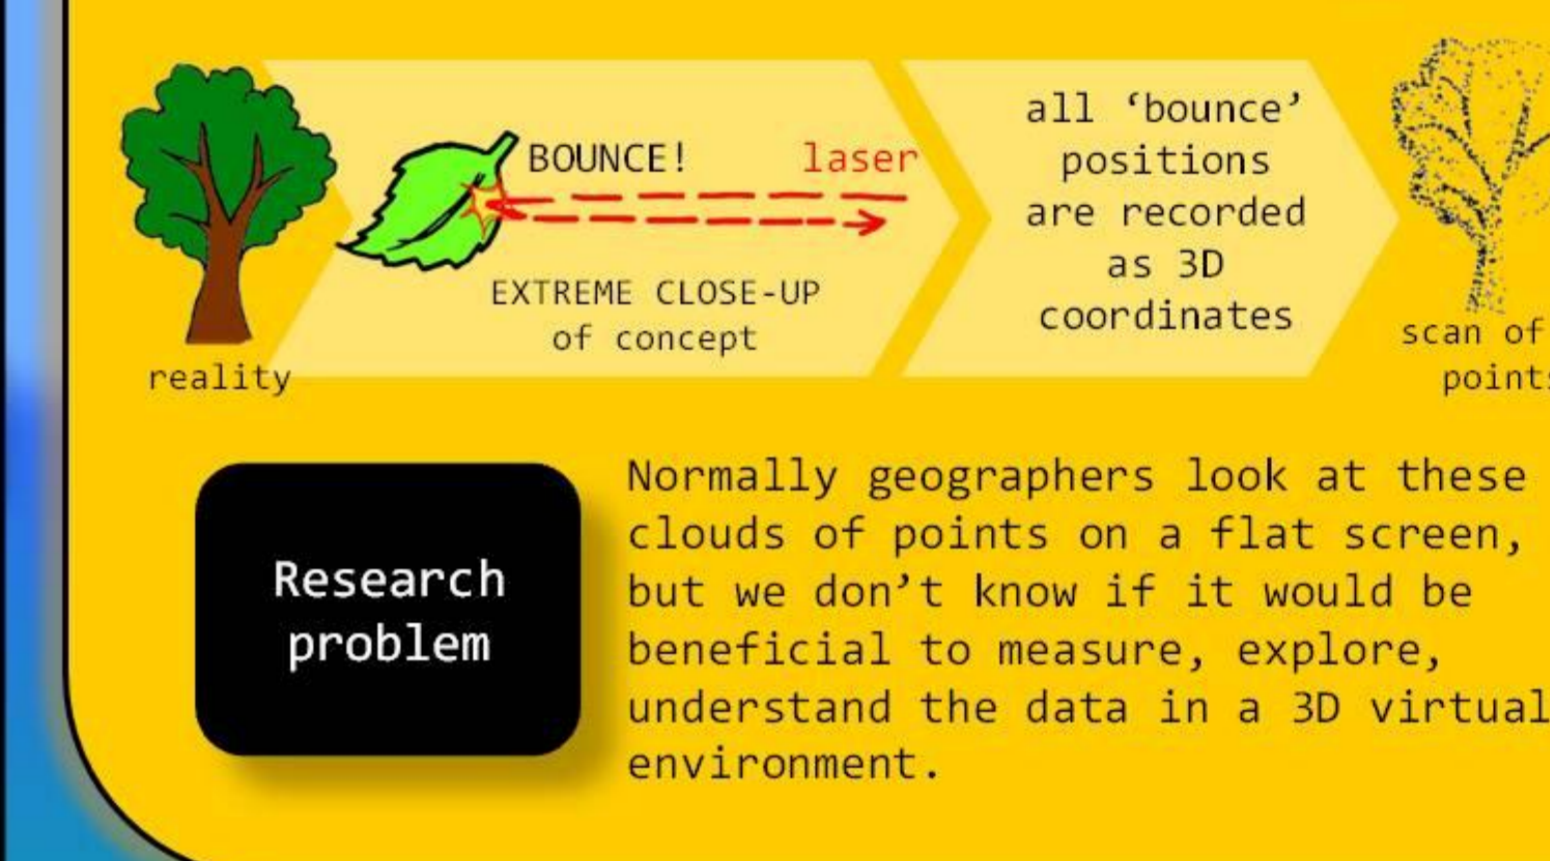 BOUNCE!
laser
EXTREME CLOSE-UP
of concept
reality
all ‘bounce’
positions
are recorded
as 3D
coordinates
scan of
points
Research
problem
Normally geographers look at these
clouds of points on a flat screen,
but we don’t know if it would be
beneficial to measure, explore,
understand the data in a 3D virtual
environment.